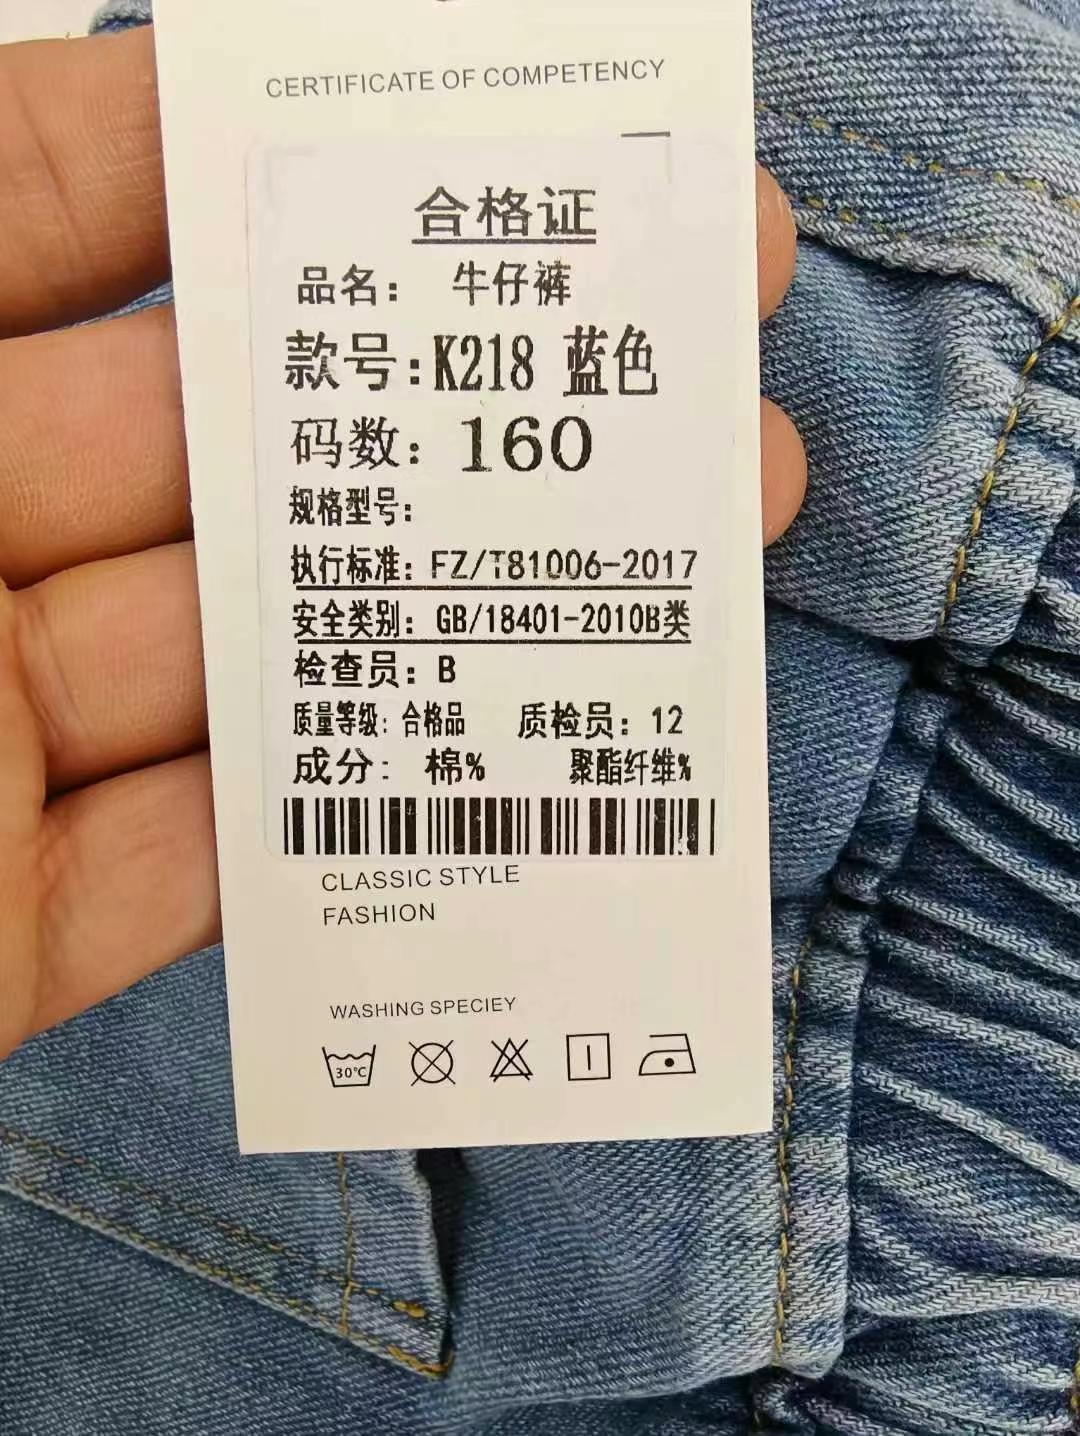 CERTIFICATE OF COMPETENCY
合格证
品名： 牛仔裤
款号：K218 蓝色
码数：160
规格型号：
执行标准：FZ/T81006-2017
安全类别：GB/18401-2010B类
检查员：B
质量等级：合格品 质检员：12
成分：棉% 聚酯纤维%
CLASSIC STYLE
FASHION
WASHING SPECIEY
30℃